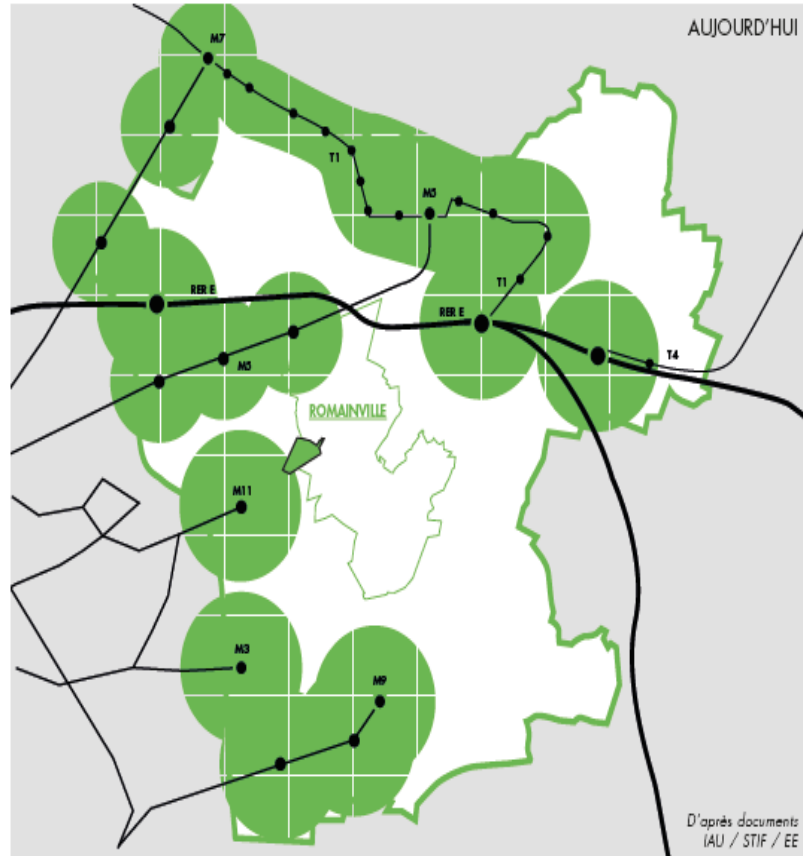 AUJOURD'HUI
M7
T1
M5
T1
RER E
RER E
T4
M5
ROMAINVILLE
M11
M3
M9
D'après documents
IAU / STIF / EE